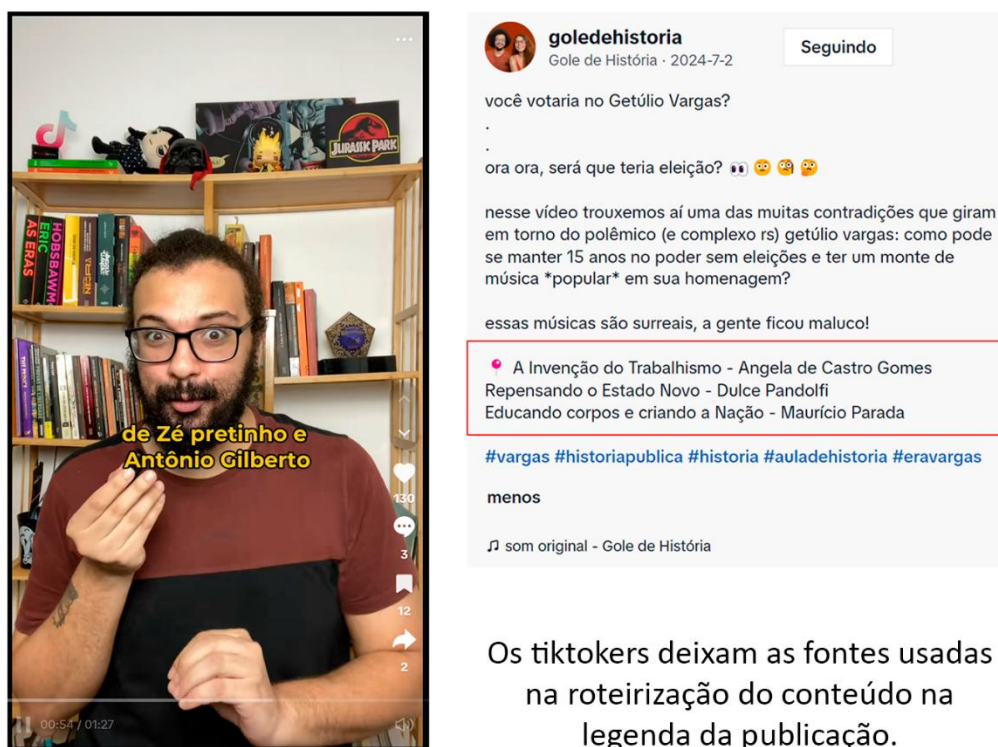 JURASSIC PARK
HOBSBAWM
ERIC
AS ERAS
de Zé pretinho e
Antônio Gilberto
130
3
12
2
00:54 / 01:27
goledehistoria
Gole de História · 2024-7-2
Seguindo
você votaria no Getúlio Vargas?
.
.
ora ora, será que teria eleição? 👀 😳 🧐 🤔
nesse vídeo trouxemos aí uma das muitas contradições que giram
em torno do polêmico (e complexo rs) getúlio vargas: como pode
se manter 15 anos no poder sem eleições e ter um monte de
música *popular* em sua homenagem?
essas músicas são surreais, a gente ficou maluco!
📍 A Invenção do Trabalhismo - Angela de Castro Gomes
Repensando o Estado Novo - Dulce Pandolfi
Educando corpos e criando a Nação - Maurício Parada
#vargas #historiapublica #historia #auladehistoria #eravargas
menos
♫ som original - Gole de História
Os tiktokers deixam as fontes usadas
na roteirização do conteúdo na
legenda da publicação.